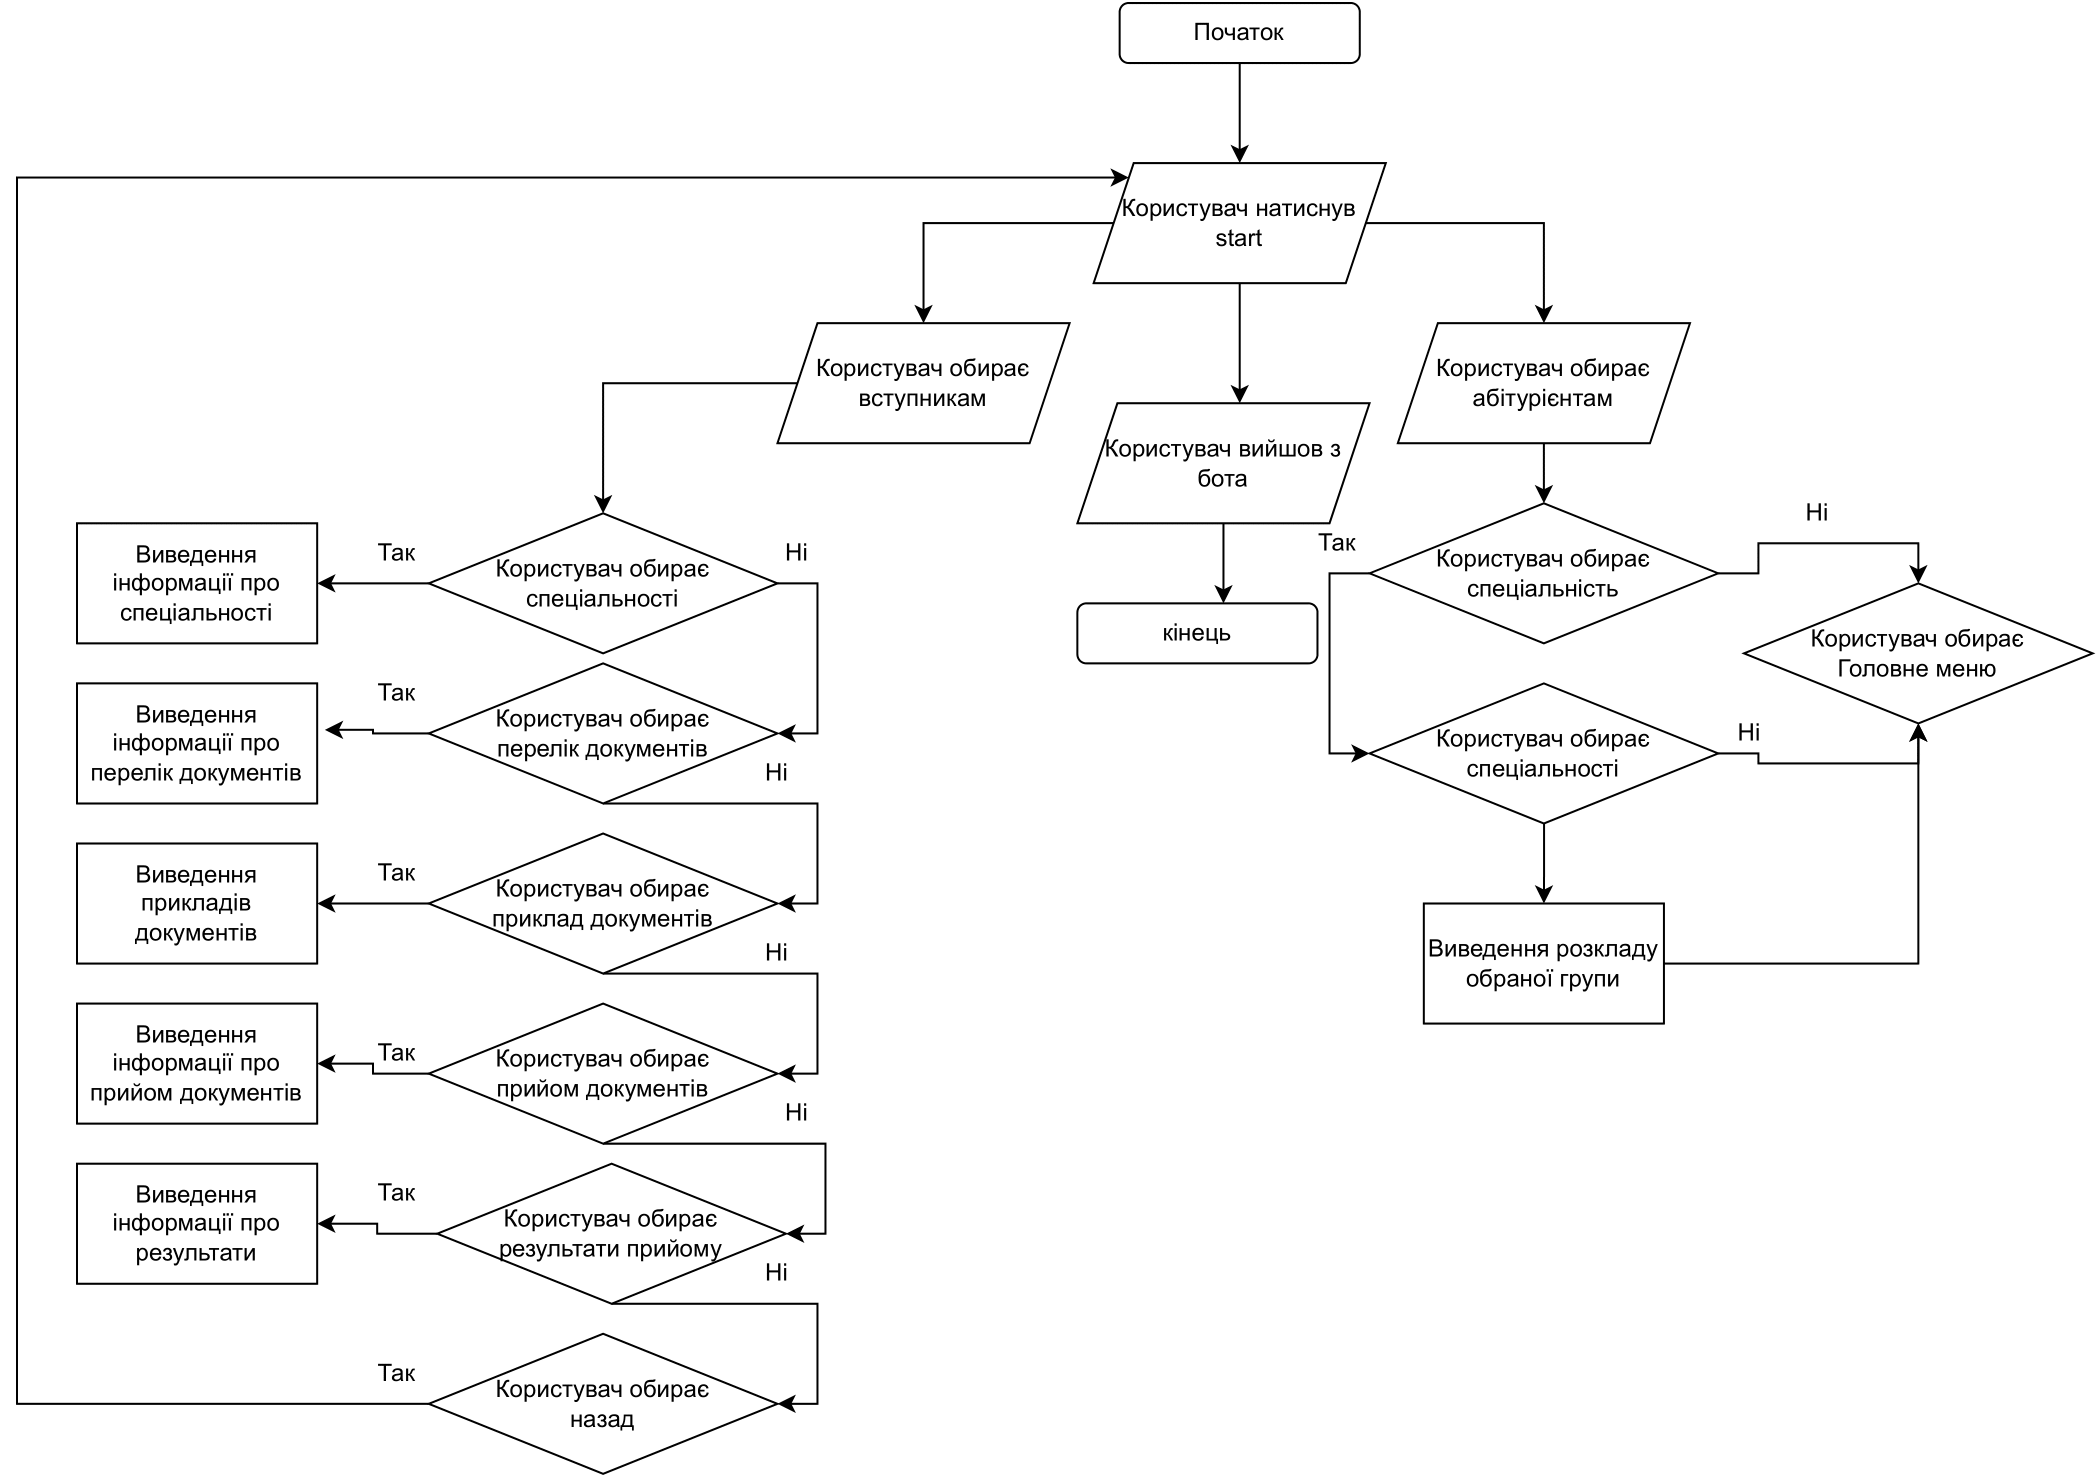 Початок
Користувач натиснув
start
Користувач обирає
вступникам
Користувач вийшов з
бота
кінець
Користувач обирає
абітурієнтам
Користувач обирає
спеціальності
Так
Ні
Виведення
інформації про
спеціальності
Користувач обирає
перелік документів
Так
Ні
Виведення
інформації про
перелік документів
Користувач обирає
приклад документів
Так
Ні
Виведення
прикладів
документів
Користувач обирає
прийом документів
Так
Ні
Виведення
інформації про
прийом документів
Користувач обирає
результати прийому
Так
Ні
Виведення
інформації про
результати
Користувач обирає
назад
Так
Користувач обирає
спеціальність
Так
Ні
Користувач обирає
Головне меню
Користувач обирає
спеціальності
Ні
Виведення розкладу
обраної групи